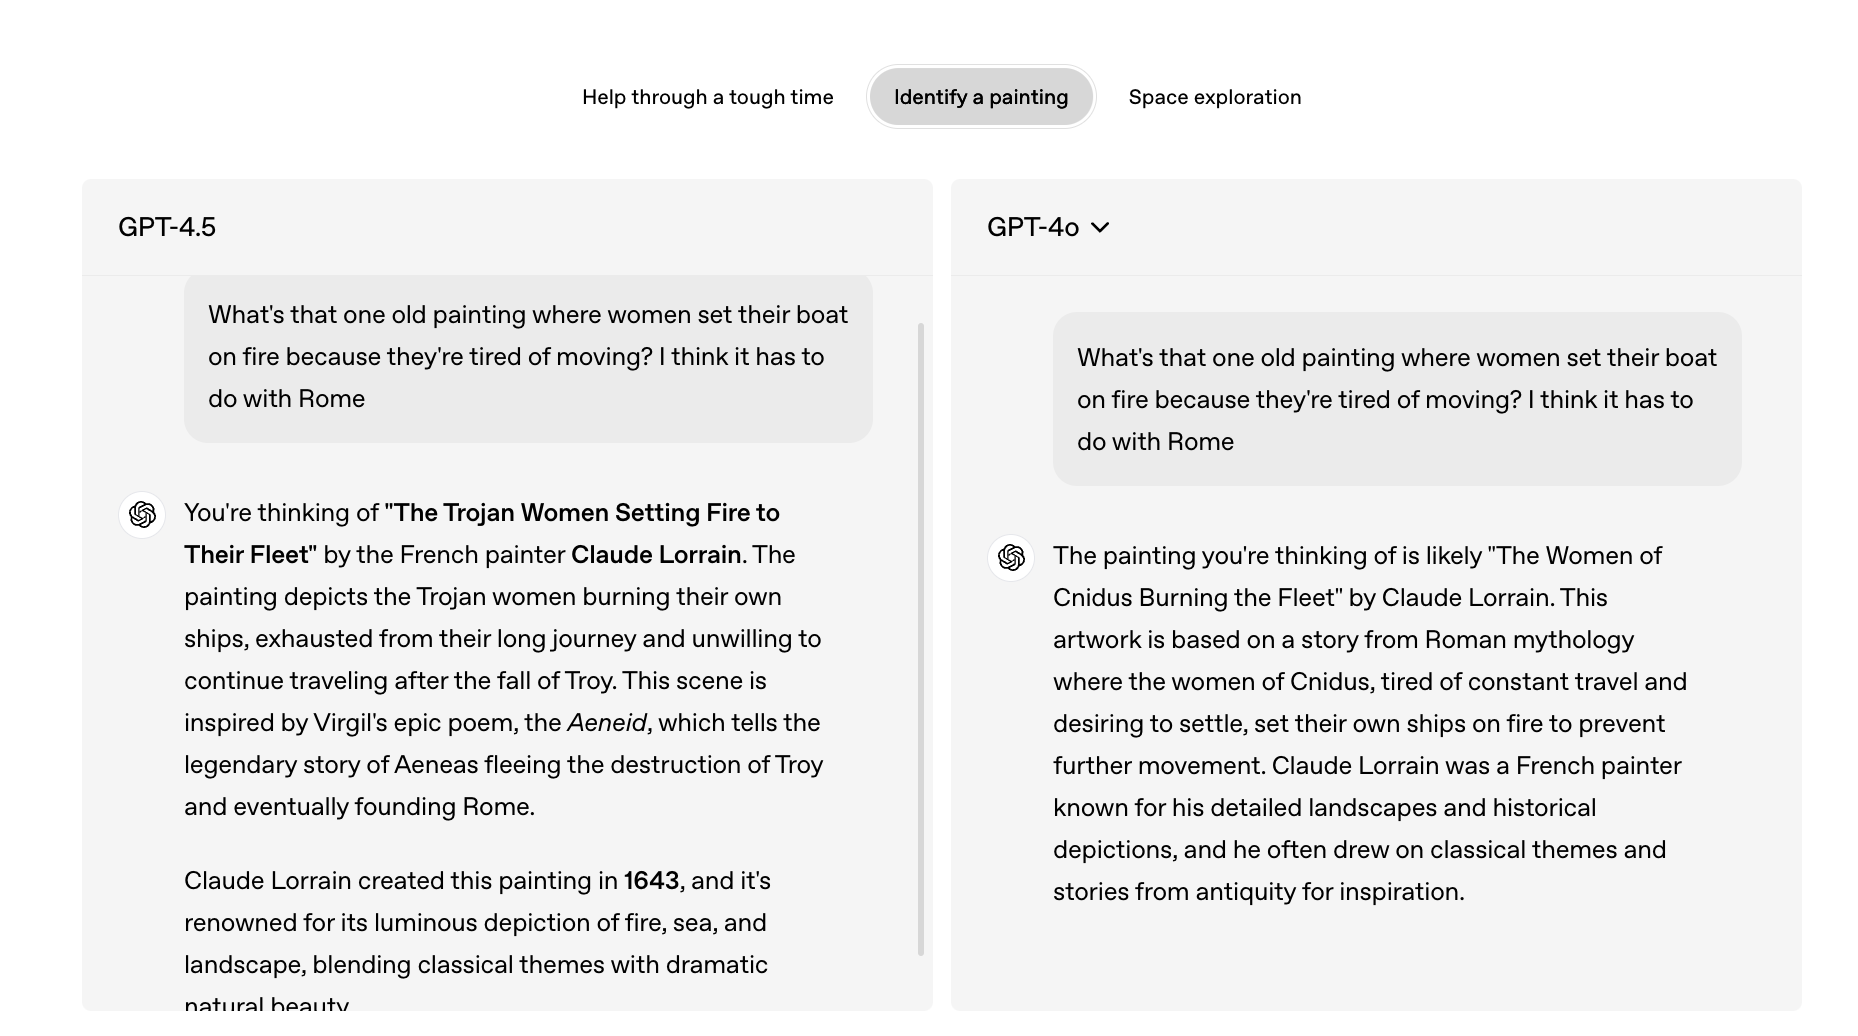 Help through a tough time
Identify a painting
Space exploration
GPT-4.5
What's that one old painting where women set their boat
on fire because they're tired of moving? I think it has to
do with Rome
You're thinking of "The Trojan Women Setting Fire to
Their Fleet" by the French painter Claude Lorrain. The
painting depicts the Trojan women burning their own
ships, exhausted from their long journey and unwilling to
continue traveling after the fall of Troy. This scene is
inspired by Virgil's epic poem, the Aeneid, which tells the
legendary story of Aeneas fleeing the destruction of Troy
and eventually founding Rome.
Claude Lorrain created this painting in 1643, and it's
renowned for its luminous depiction of fire, sea, and
landscape, blending classical themes with dramatic
natural beauty
GPT-4o
What's that one old painting where women set their boat
on fire because they're tired of moving? I think it has to
do with Rome
The painting you're thinking of is likely "The Women of
Cnidus Burning the Fleet" by Claude Lorrain. This
artwork is based on a story from Roman mythology
where the women of Cnidus, tired of constant travel and
desiring to settle, set their own ships on fire to prevent
further movement. Claude Lorrain was a French painter
known for his detailed landscapes and historical
depictions, and he often drew on classical themes and
stories from antiquity for inspiration.